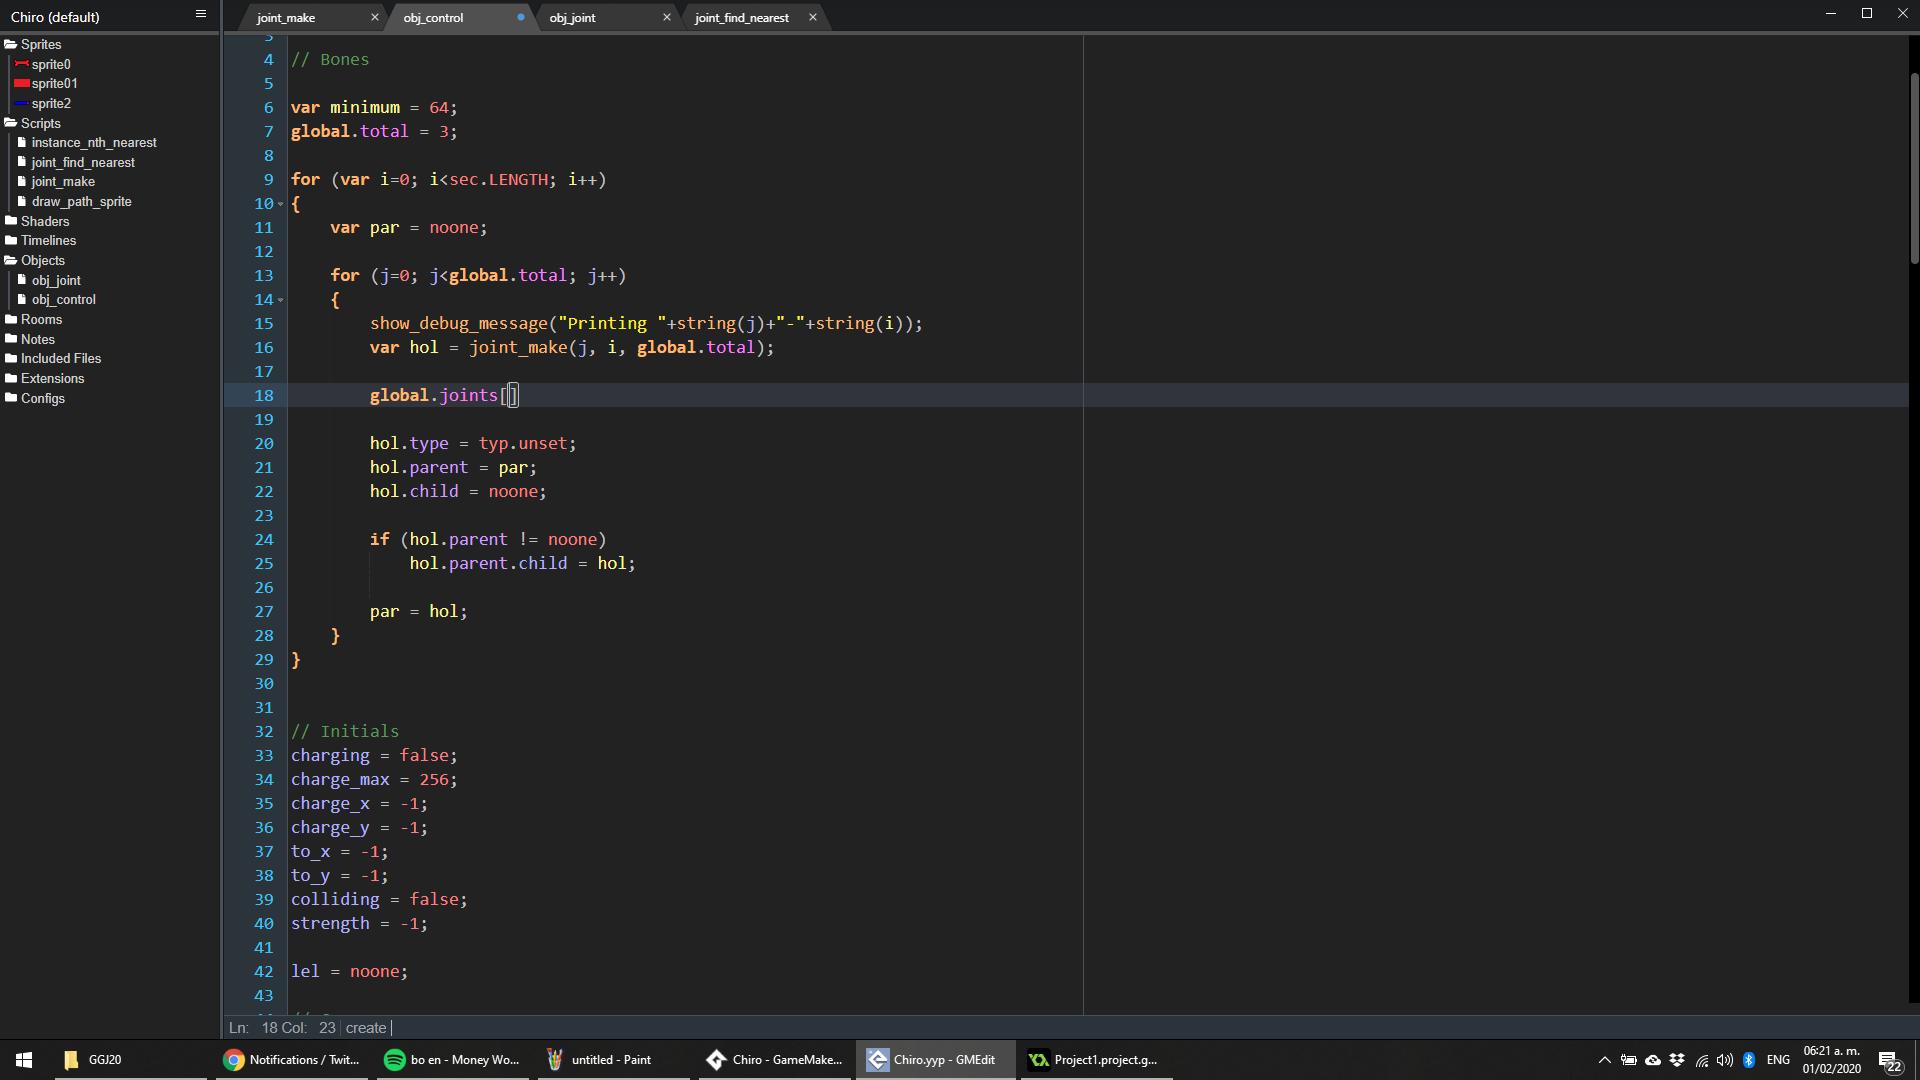 Chiro (default)
joint_make
obj_control
obj_joint
joint_find_nearest
Sprites
sprite0
sprite01
sprite2
Scripts
instance_nth_nearest
joint_find_nearest
joint_make
draw_path_sprite
Shaders
Timelines
Objects
obj_joint
obj_control
Rooms
Notes
Included Files
Extensions
Configs
3
4 // Bones
5
6 var minimum = 64;
7 global.total = 3;
8
9 for (var i=0; i<sec.LENGTH; i++)
10 {
11 var par = noone;
12
13 for (j=0; j<global.total; j++)
14 {
15 show_debug_message("Printing "+string(j)+"-"+string(i));
16 var hol = joint_make(j, i, global.total);
17
18 global.joints[]
19
20 hol.type = typ.unset;
21 hol.parent = par;
22 hol.child = noone;
23
24 if (hol.parent != noone)
25 hol.parent.child = hol;
26
27 par = hol;
28 }
29 }
30
31
32 // Initials
33 charging = false;
34 charge_max = 256;
35 charge_x = -1;
36 charge_y = -1;
37 to_x = -1;
38 to_y = -1;
39 colliding = false;
40 strength = -1;
41
42 lel = noone;
43
Ln: 18 Col: 23 create
GGJ20
Notifications / Twit...
bo en - Money Wo...
untitled - Paint
Chiro - GameMake...
Chiro.yyp - GMEdit
Project1.project.g...
ENG
06:21 a. m.
01/02/2020
22